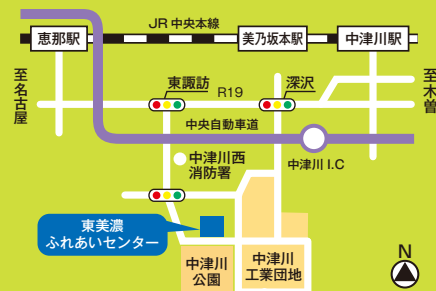 JR 中央本線
恵那駅
美乃坂本駅
中津川駅
至名古屋
東諏訪
R19
深沢
至木曽
中央自動車道
中津川 I.C
中津川西
消防署
東美濃
ふれあいセンター
中津川
公園
中津川
工業団地
N